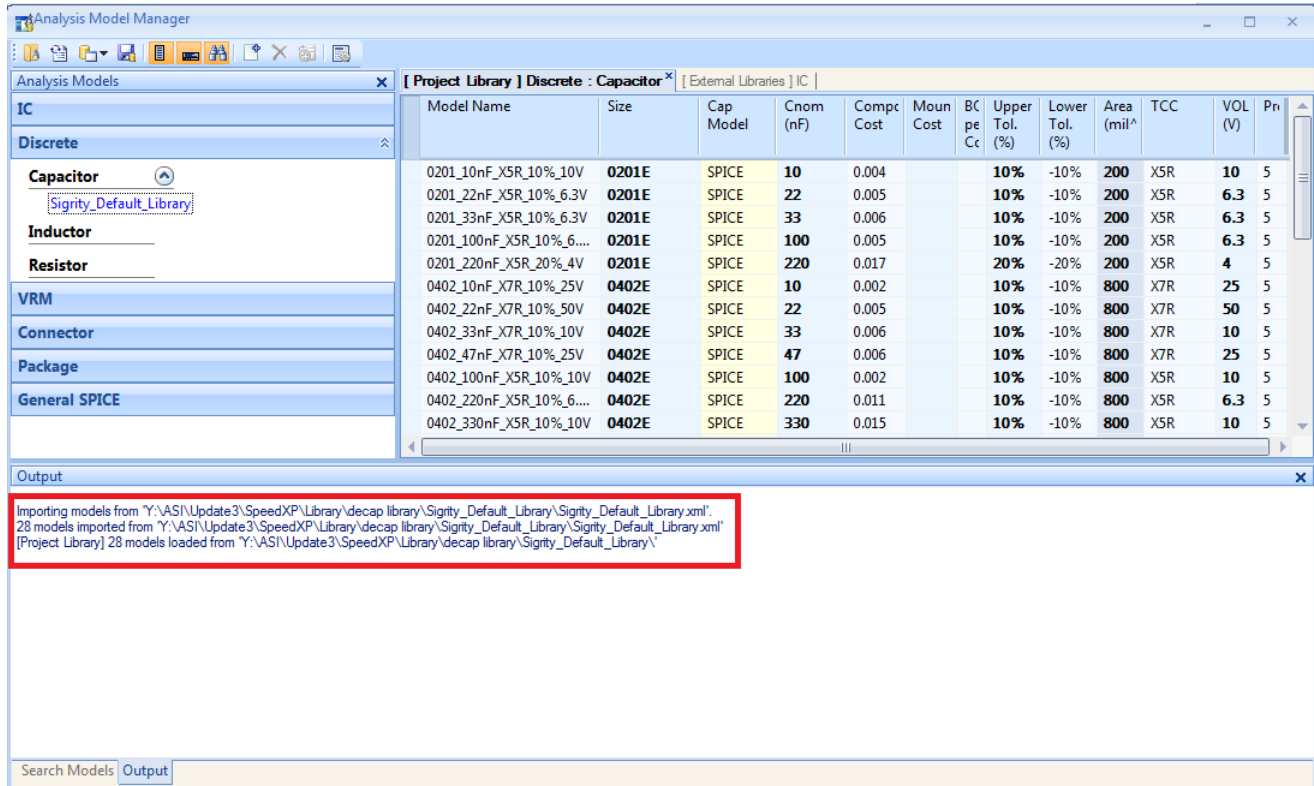 Analysis Model Manager
Analysis Models
IC
Discrete
Capacitor
Sigrity_Default_Library
Inductor
Resistor
VRM
Connector
Package
General SPICE
[ Project Library ] Discrete : Capacitor [ External Libraries ] IC
Model Name Size Cap Model Cnom (nF) Compc Cost Moun Cost BC pe Cc Upper Tol. (%) Lower Tol. (%) Area (mil^ TCC VOL (V) Pr
0201_10nF_X5R_10%_10V 0201E SPICE 10 0.004 10% -10% 200 X5R 10 5
0201_22nF_X5R_10%_6.3V 0201E SPICE 22 0.005 10% -10% 200 X5R 6.3 5
0201_33nF_X5R_10%_6.3V 0201E SPICE 33 0.006 10% -10% 200 X5R 6.3 5
0201_100nF_X5R_10%_6.... 0201E SPICE 100 0.005 10% -10% 200 X5R 6.3 5
0201_220nF_X5R_20%_4V 0201E SPICE 220 0.017 20% -20% 200 X5R 4 5
0402_10nF_X7R_10%_25V 0402E SPICE 10 0.002 10% -10% 800 X7R 25 5
0402_22nF_X7R_10%_50V 0402E SPICE 22 0.005 10% -10% 800 X7R 50 5
0402_33nF_X7R_10%_10V 0402E SPICE 33 0.006 10% -10% 800 X7R 10 5
0402_47nF_X7R_10%_25V 0402E SPICE 47 0.006 10% -10% 800 X7R 25 5
0402_100nF_X5R_10%_10V 0402E SPICE 100 0.002 10% -10% 800 X5R 10 5
0402_220nF_X5R_10%_6.... 0402E SPICE 220 0.011 10% -10% 800 X5R 6.3 5
0402_330nF_X5R_10%_10V 0402E SPICE 330 0.015 10% -10% 800 X5R 10 5
Output
Importing models from 'Y:\ASI\Update3\SpeedXP\Library\decap library\Sigrity_Default_Library\Sigrity_Default_Library.xml'.
28 models imported from 'Y:\ASI\Update3\SpeedXP\Library\decap library\Sigrity_Default_Library\Sigrity_Default_Library.xml'
[Project Library] 28 models loaded from 'Y:\ASI\Update3\SpeedXP\Library\decap library\Sigrity_Default_Library\'
Search Models Output